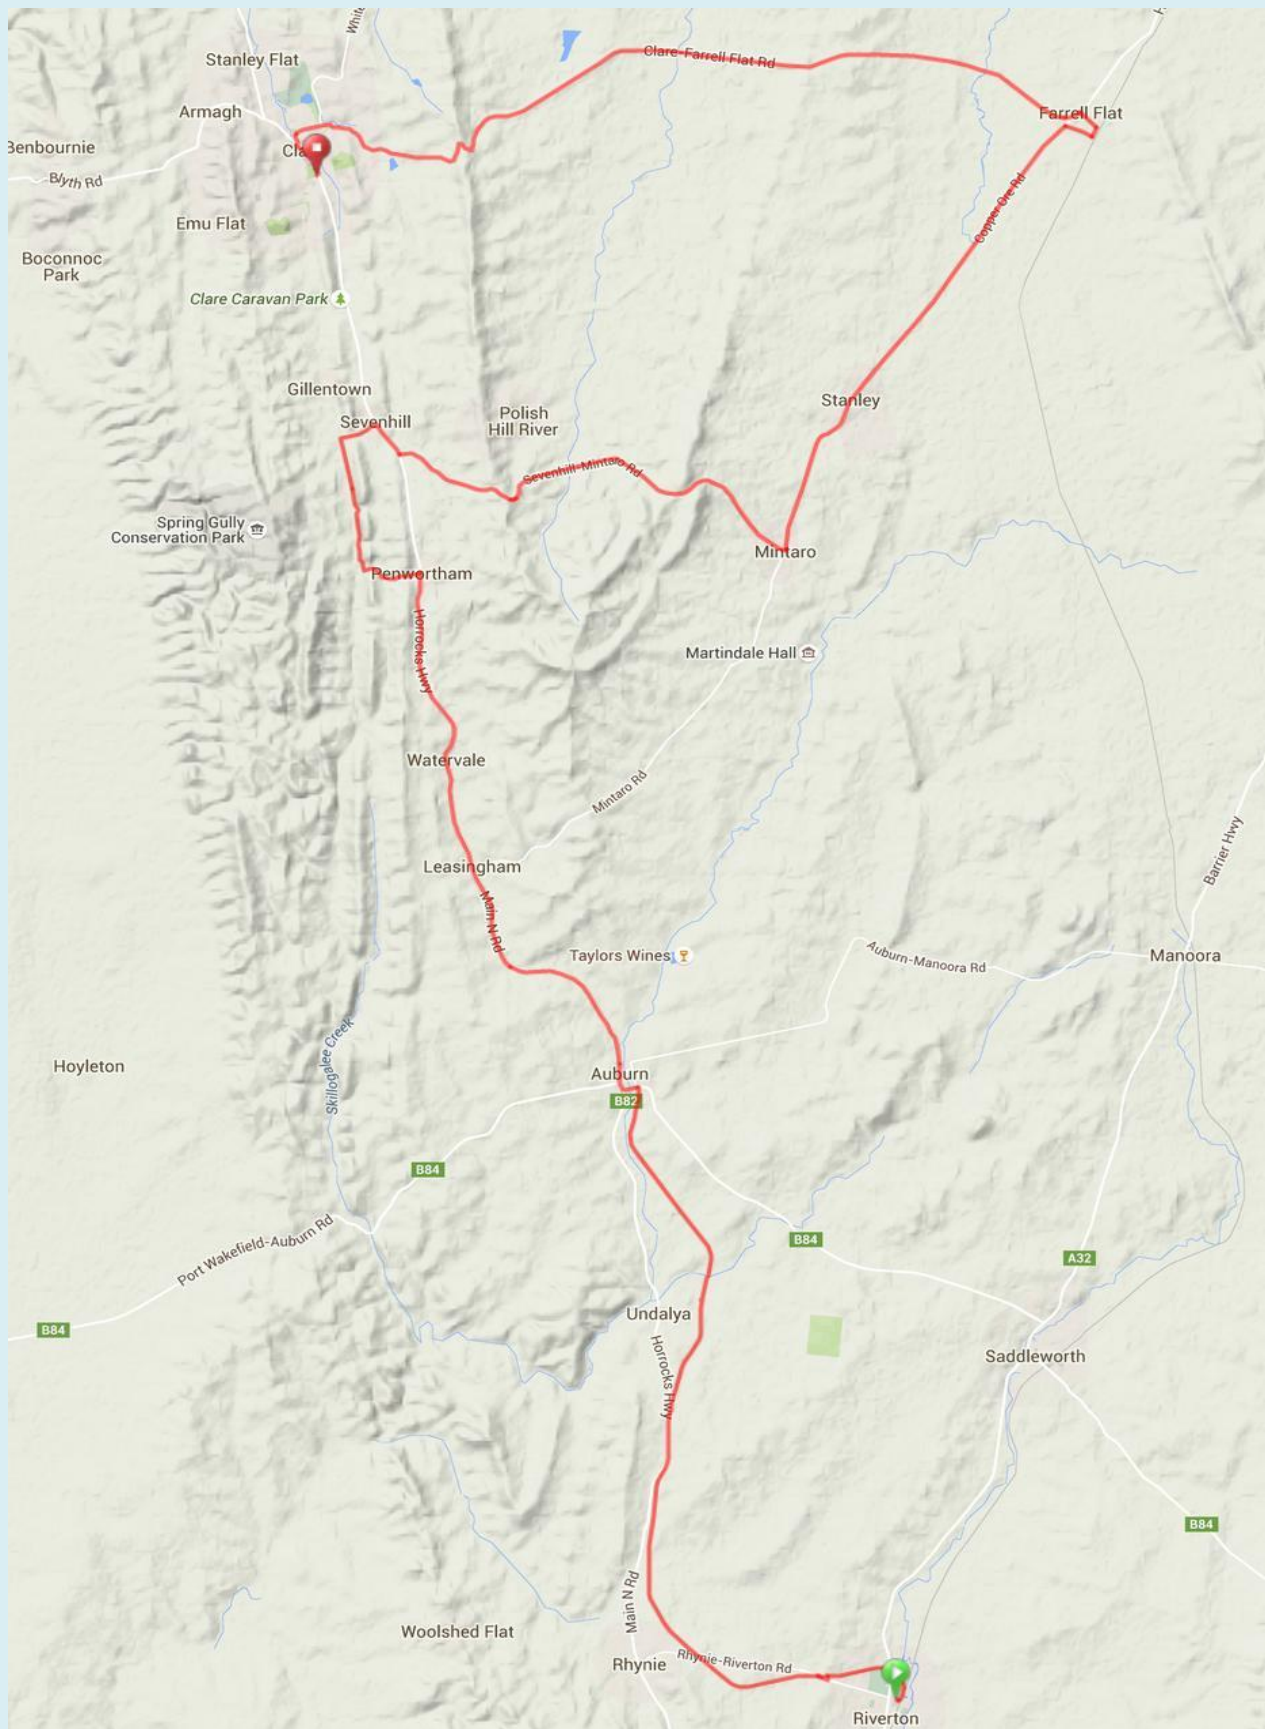 White
Stanley Flat
Clare-Farrell Flat Rd
Armagh
Farrell Flat
Benbournie
Cla
Blyth Rd
Copper Ore Rd
Emu Flat
Boconnoc
Park
Clare Caravan Park
Gillentown
Stanley
Polish
Hill River
Sevenhill
Sevenhill-Mintaro Rd
Spring Gully
Conservation Park
Mintaro
Penwortham
Horrocks Hwy
Martindale Hall
Watervale
Mintaro Rd
Barrier Hwy
Leasingham
Main N Rd
Taylors Wines
Auburn-Manoora Rd
Manoora
Skillogalee Creek
Hoyleton
Auburn
B82
B84
Port Wakefield-Auburn Rd
B84
A32
B84
Undalya
Horrocks Hwy
Saddleworth
B84
Main N Rd
Woolshed Flat
Rhynie
Rhynie-Riverton Rd
Riverton